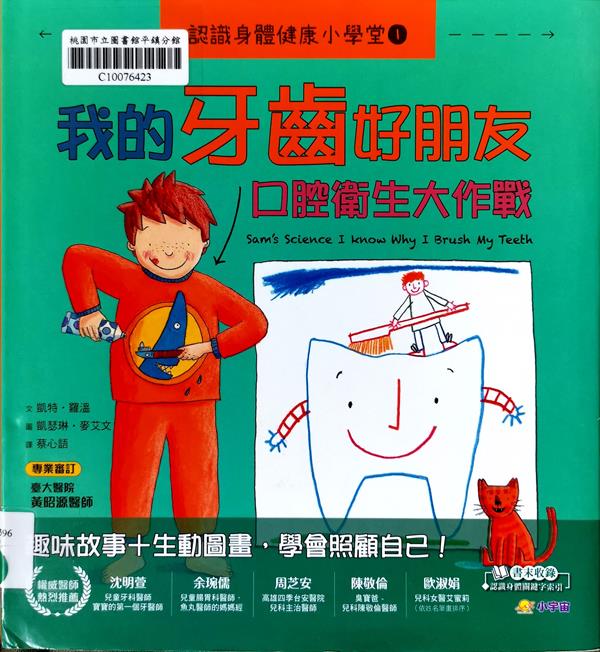 認識身體健康小學堂1
桃園市立圖書館平鎮分館
C10076423
我的牙齒好朋友
口腔衛生大作戰
Sam's Science I know Why I Brush My Teeth
文 凱特・羅溫
圖 凱瑟琳・麥艾文
譯 蔡心語
專業審訂
臺大醫院
黃昭源醫師
396
趣味故事+生動圖畫，學會照顧自己！
權威醫師
熱烈推薦
沈明萱
兒童牙科醫師、
寶寶的第一個牙醫師
余琬儒
兒童腸胃科醫師、
魚丸醫師的媽媽經
周芝安
高雄四季台安醫院
兒科主治醫師
陳敬倫
臭寶爸、
兒科陳敬倫醫師
歐淑娟
兒科女醫艾蜜莉
(依姓名筆畫排序)
書末收錄
認識身體關鍵字索引
小宇宙